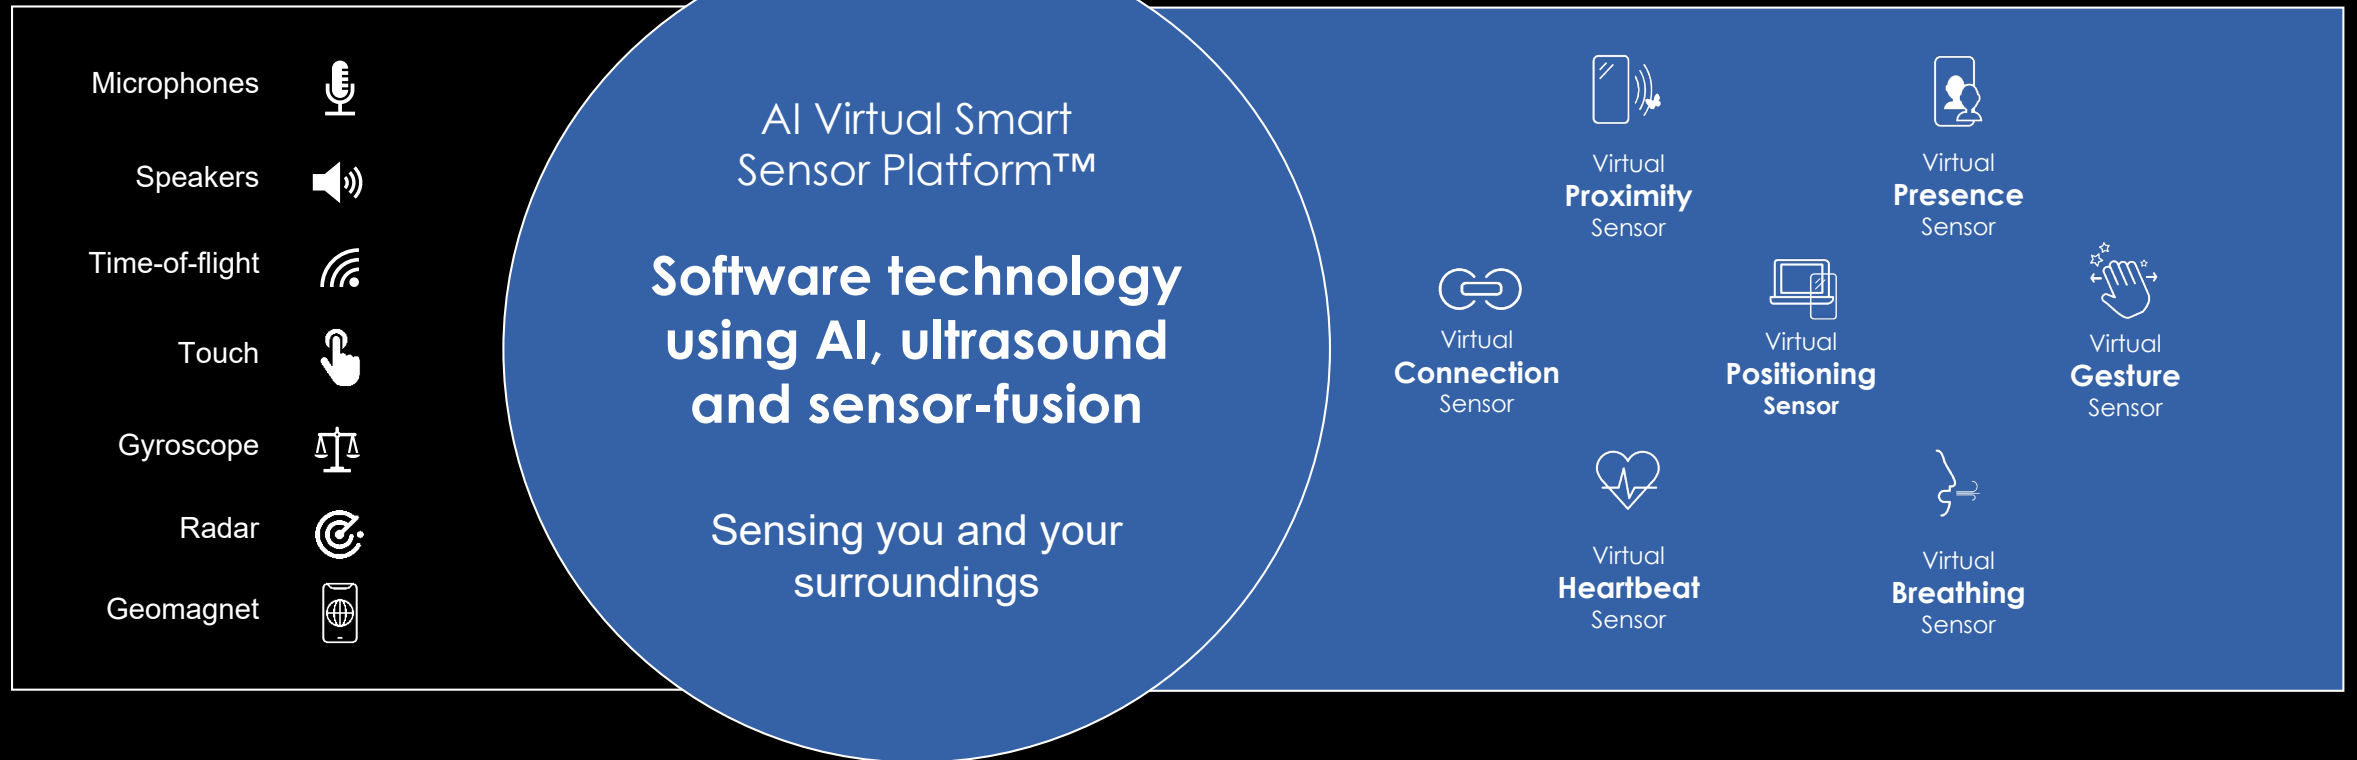 Microphones
Speakers
Time-of-flight
Touch
Gyroscope
Radar
Geomagnet
AI Virtual Smart
Sensor Platform™
Software technology
using AI, ultrasound
and sensor-fusion
Sensing you and your
surroundings
Virtual
Proximity
Sensor
Virtual
Presence
Sensor
Virtual
Connection
Sensor
Virtual
Positioning
Sensor
Virtual
Gesture
Sensor
Virtual
Heartbeat
Sensor
Virtual
Breathing
Sensor